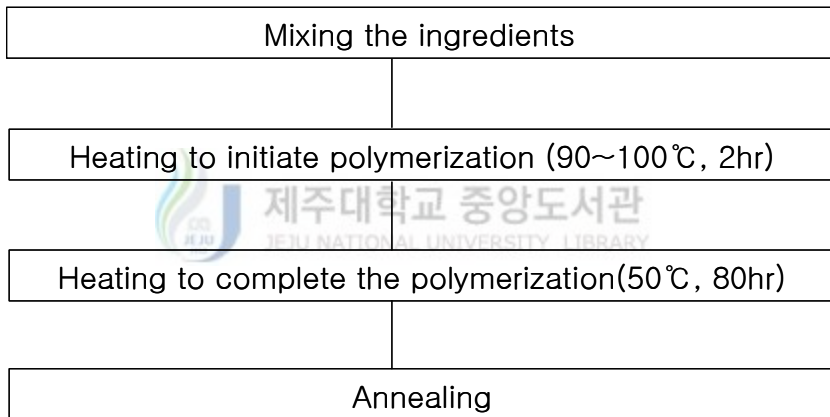 Mixing the ingredients
Heating to initiate polymerization (90~100℃, 2hr)
제주대학교 중앙도서관
JEJU
JEJU NATIONAL UNIVERSITY LIBRARY
Heating to complete the polymerization(50℃, 80hr)
Annealing